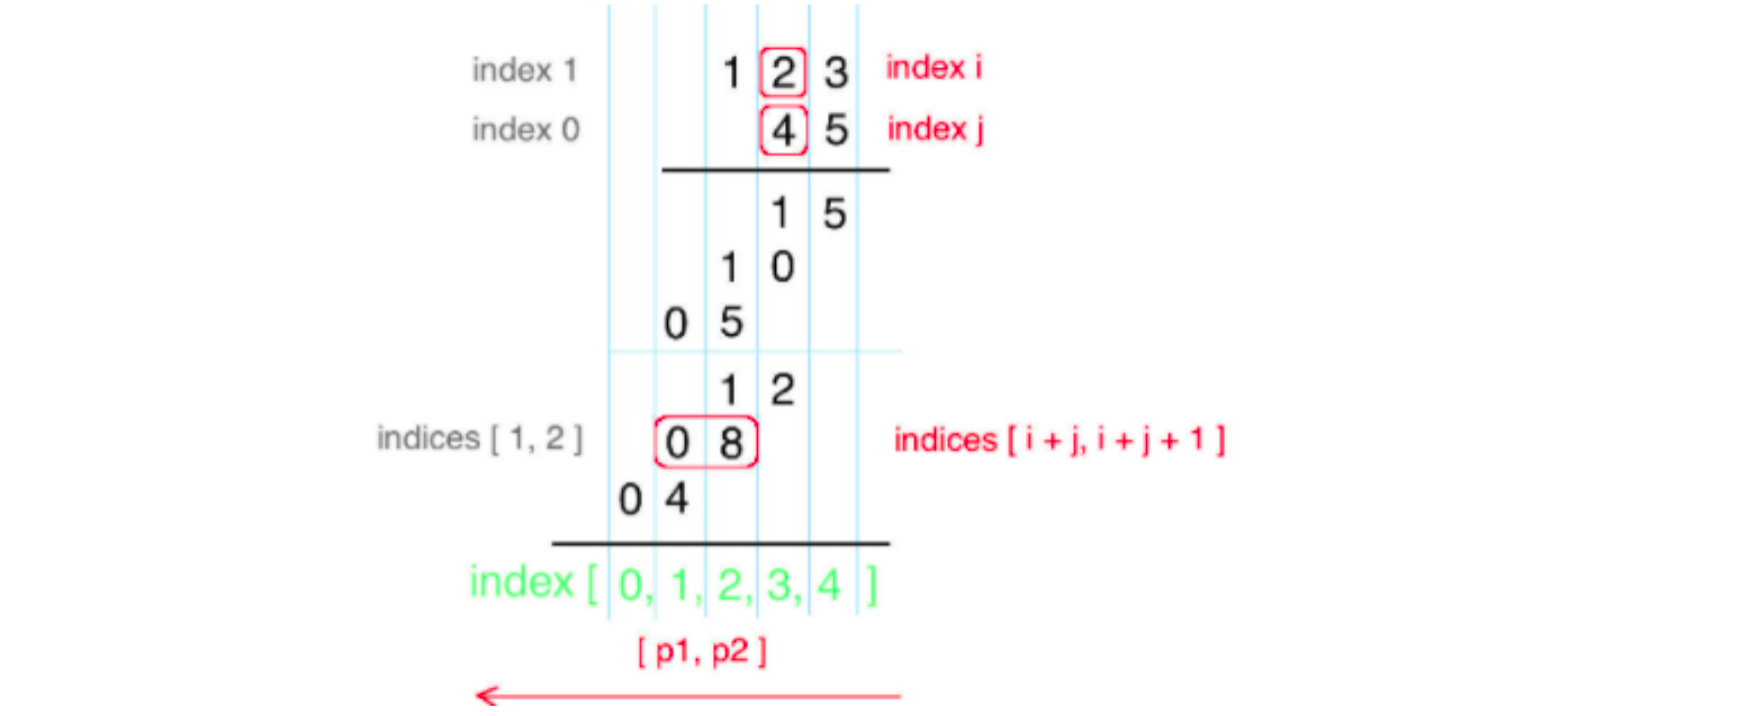 index 1 1 2 3 index i
index 0 4 5 index j
1 5
1 0
0 5
1 2
indices [ 1, 2 ] 0 8 indices [ i + j, i + j + 1 ]
0 4
index [ 0, 1, 2, 3, 4 ]
[ p1, p2 ]